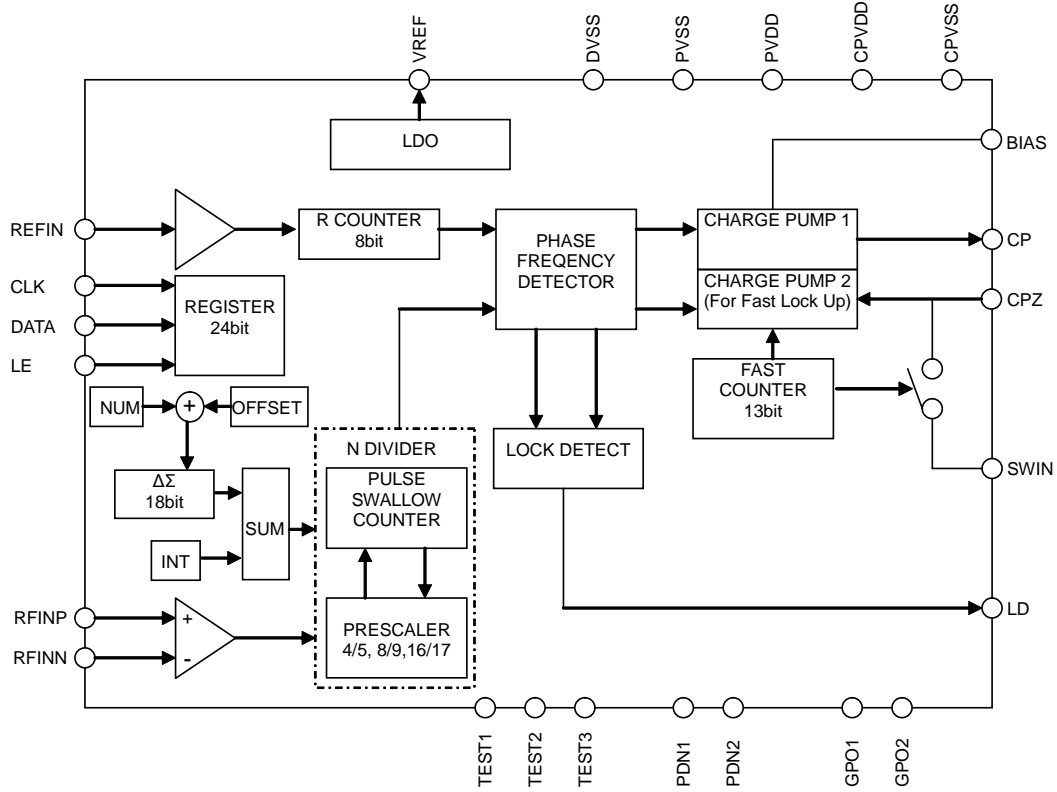 VREF
DVSS
PVSS
PVDD
CPVDD
CPVSS
LDO
BIAS
REFIN
R COUNTER
8bit
PHASE
FREQENCY
DETECTOR
CHARGE PUMP 1
CP
CHARGE PUMP 2
(For Fast Lock Up)
CPZ
CLK
DATA
LE
REGISTER
24bit
FAST
COUNTER
13bit
NUM
+
OFFSET
N DIVIDER
LOCK DETECT
SWIN
ΔΣ
18bit
SUM
PULSE
SWALLOW
COUNTER
INT
RFINP
RFINN
+
-
PRESCALER
4/5, 8/9,16/17
LD
TEST1
TEST2
TEST3
PDN1
PDN2
GPO1
GPO2